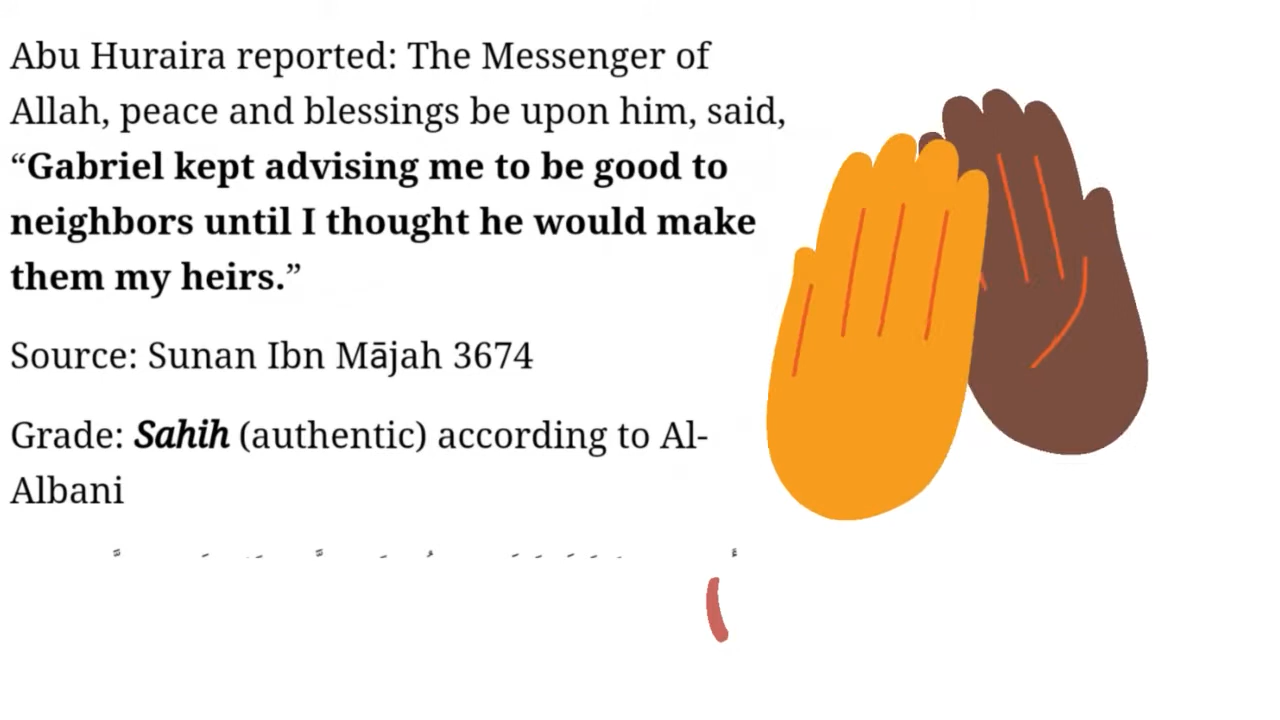 Abu Huraira reported: The Messenger of
Allah, peace and blessings be upon him, said,
“Gabriel kept advising me to be good to
neighbors until I thought he would make
them my heirs.”
Source: Sunan Ibn Mājah 3674
Grade: Sahih (authentic) according to Al-
Albani